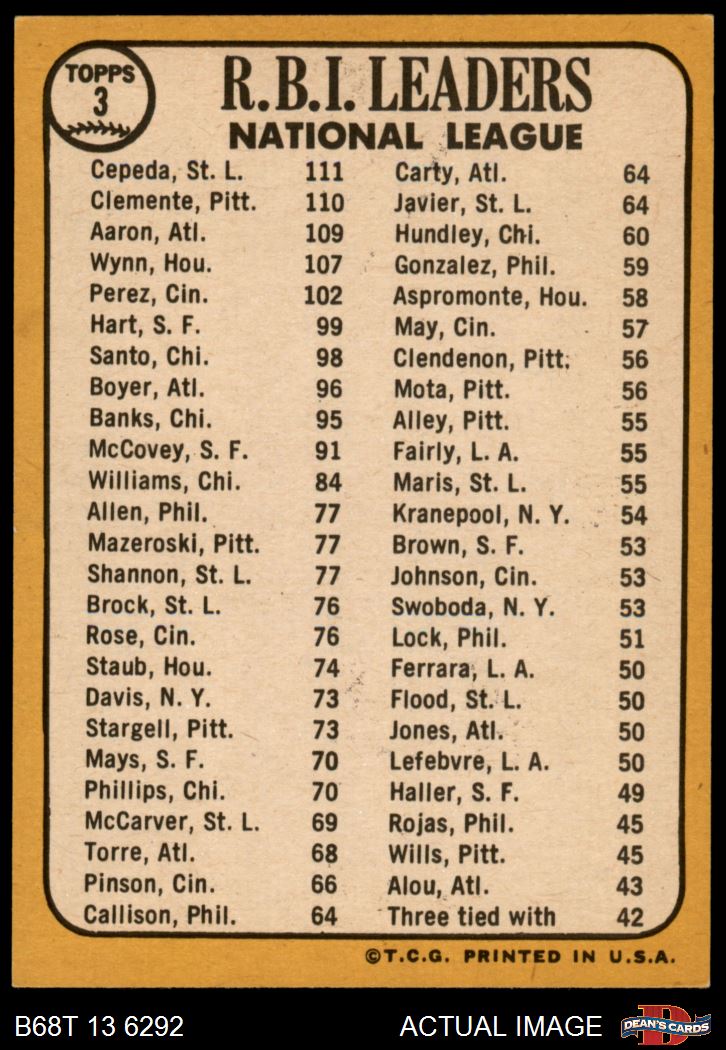 TOPPS
3
R.B.I. LEADERS
NATIONAL LEAGUE
Cepeda, St. L. 111
Clemente, Pitt. 110
Aaron, Atl. 109
Wynn, Hou. 107
Perez, Cin. 102
Hart, S. F. 99
Santo, Chi. 98
Boyer, Atl. 96
Banks, Chi. 95
McCovey, S. F. 91
Williams, Chi. 84
Allen, Phil. 77
Mazeroski, Pitt. 77
Shannon, St. L. 77
Brock, St. L. 76
Rose, Cin. 76
Staub, Hou. 74
Davis, N. Y. 73
Stargell, Pitt. 73
Mays, S. F. 70
Phillips, Chi. 70
McCarver, St. L. 69
Torre, Atl. 68
Pinson, Cin. 66
Callison, Phil. 64
Carty, Atl. 64
Javier, St. L. 64
Hundley, Chi. 60
Gonzalez, Phil. 59
Aspromonte, Hou. 58
May, Cin. 57
Clendenon, Pitt. 56
Mota, Pitt. 56
Alley, Pitt. 55
Fairly, L. A. 55
Maris, St. L. 55
Kranepool, N. Y. 54
Brown, S. F. 53
Johnson, Cin. 53
Swoboda, N. Y. 53
Lock, Phil. 51
Ferrara, L. A. 50
Flood, St. L. 50
Jones, Atl. 50
Lefebvre, L. A. 50
Haller, S. F. 49
Rojas, Phil. 45
Wills, Pitt. 45
Alou, Atl. 43
Three tied with 42
©T.C.G. PRINTED IN U.S.A.
B68T 13 6292
ACTUAL IMAGE
D
DEAN'S CARDS